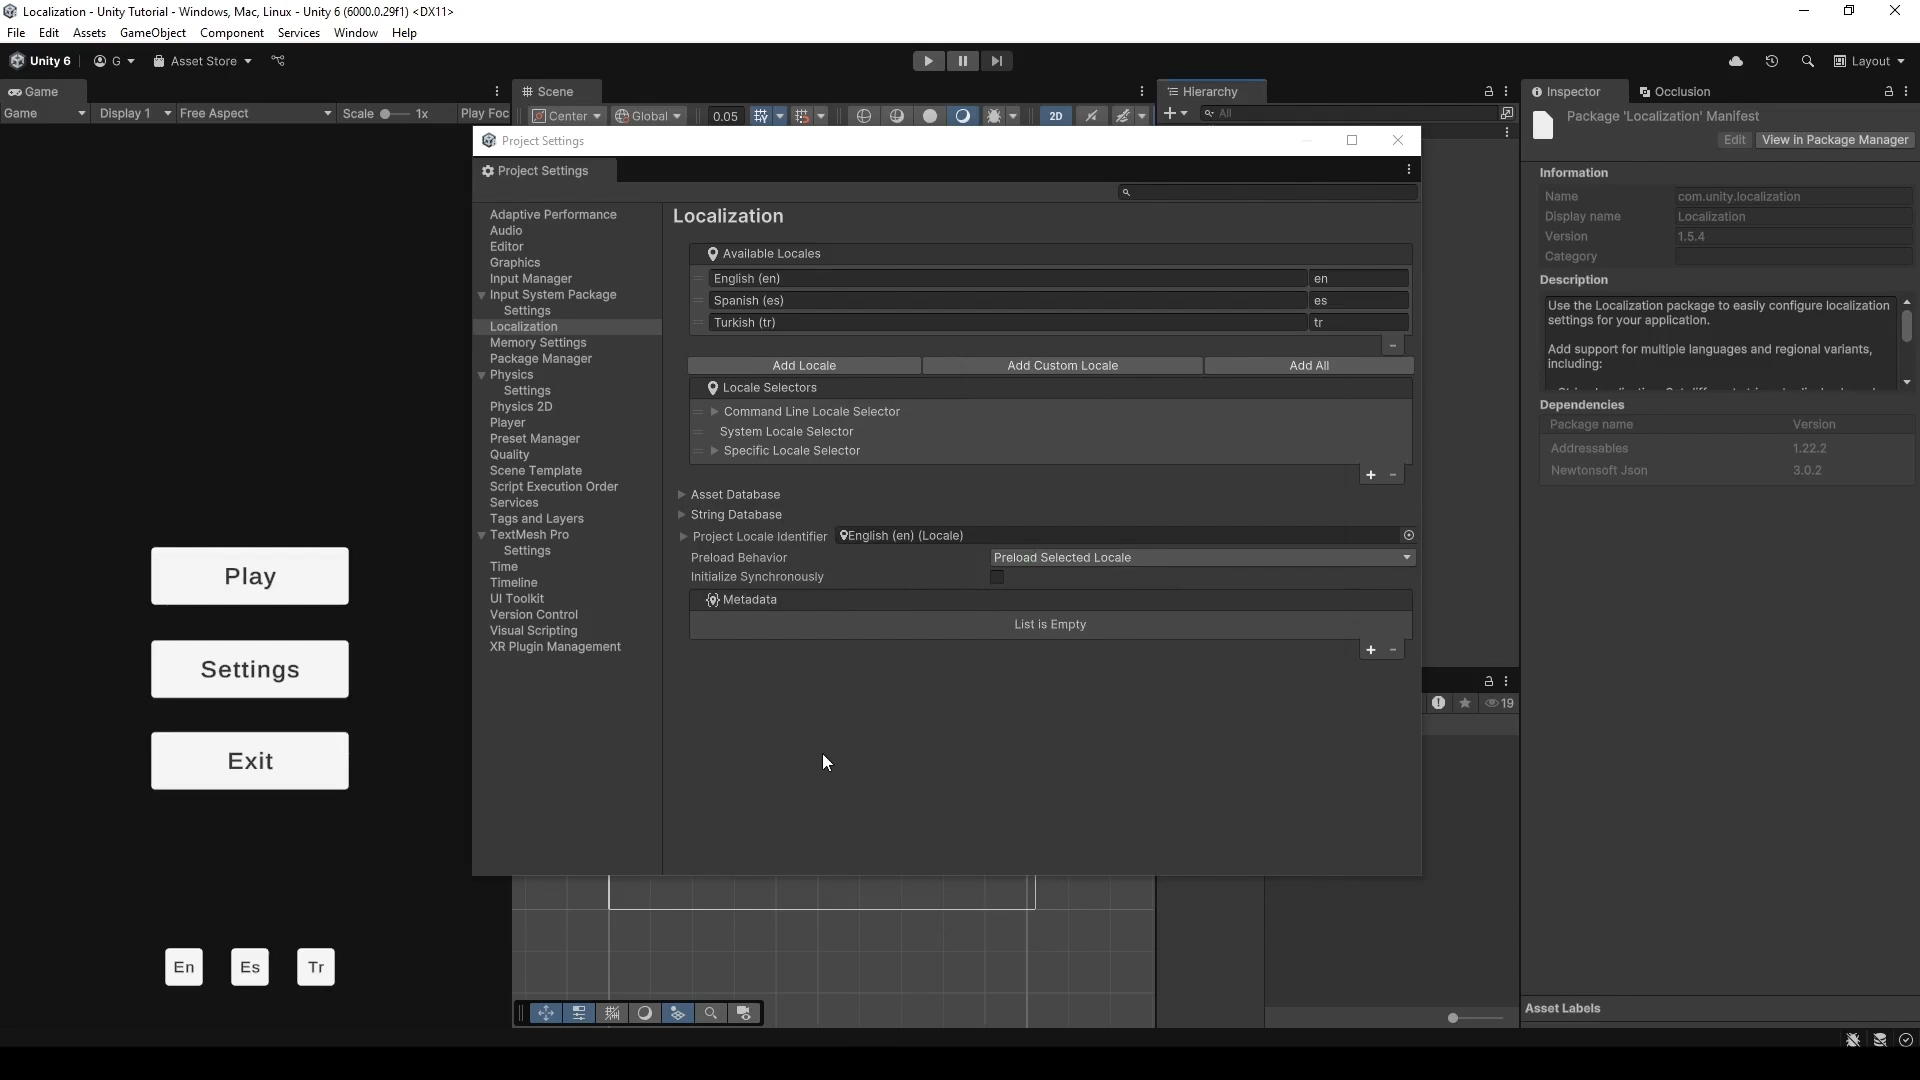 Localization - Unity Tutorial - Windows, Mac, Linux - Unity 6 (6000.0.29f1) <DX11>
File Edit Assets GameObject Component Services Window Help
Unity 6 G Asset Store Layout
Game Scene Hierarchy Inspector Occlusion
Game Display 1 Free Aspect Scale 1x Play Foc Center Global 0.05 2D All
Package 'Localization' Manifest
Edit View in Package Manager
Project Settings
Project Settings
Adaptive Performance
Audio
Editor
Graphics
Input Manager
Input System Package
Settings
Localization
Memory Settings
Package Manager
Physics
Settings
Physics 2D
Player
Preset Manager
Quality
Scene Template
Script Execution Order
Services
Tags and Layers
TextMesh Pro
Settings
Time
Timeline
UI Toolkit
Version Control
Visual Scripting
XR Plugin Management
Localization
Available Locales
English (en) en
Spanish (es) es
Turkish (tr) tr
Add Locale Add Custom Locale Add All
Locale Selectors
Command Line Locale Selector
System Locale Selector
Specific Locale Selector
Asset Database
String Database
Project Locale Identifier English (en) (Locale)
Preload Behavior Preload Selected Locale
Initialize Synchronously
Metadata
List is Empty
Information
Name com.unity.localization
Display name Localization
Version 1.5.4
Category
Description
Use the Localization package to easily configure localization
settings for your application.
Add support for multiple languages and regional variants,
including:
Dependencies
Package name Version
Addressables 1.22.2
Newtonsoft Json 3.0.2
19
Asset Labels
Play
Settings
Exit
En Es Tr